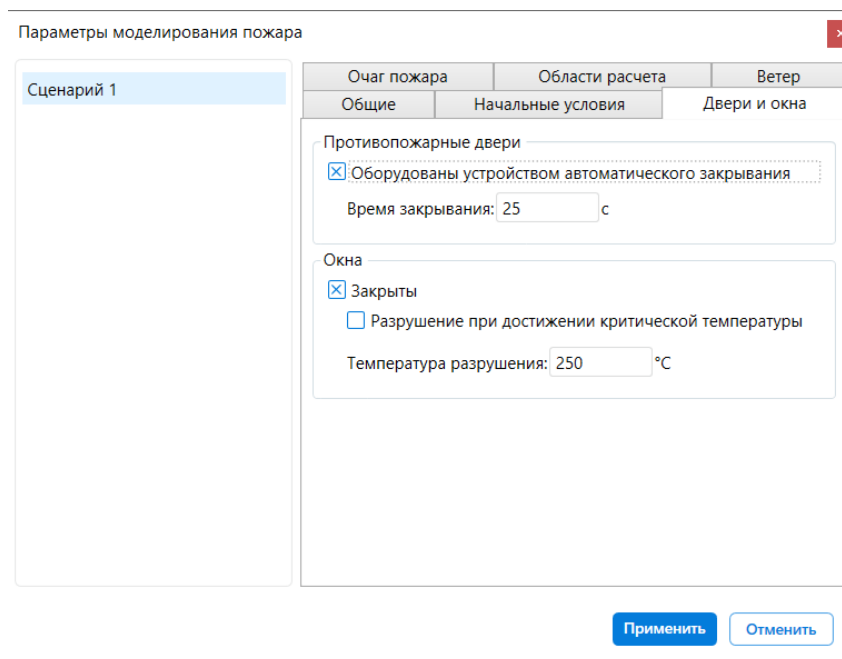 Параметры моделирования пожара
Сценарий 1
Очаг пожара
Области расчета
Ветер
Общие
Начальные условия
Двери и окна
Противопожарные двери
Оборудованы устройством автоматического закрывания
Время закрывания: 25 с
Окна
Закрыты
Разрушение при достижении критической температуры
Температура разрушения: 250 °C
Применить
Отменить